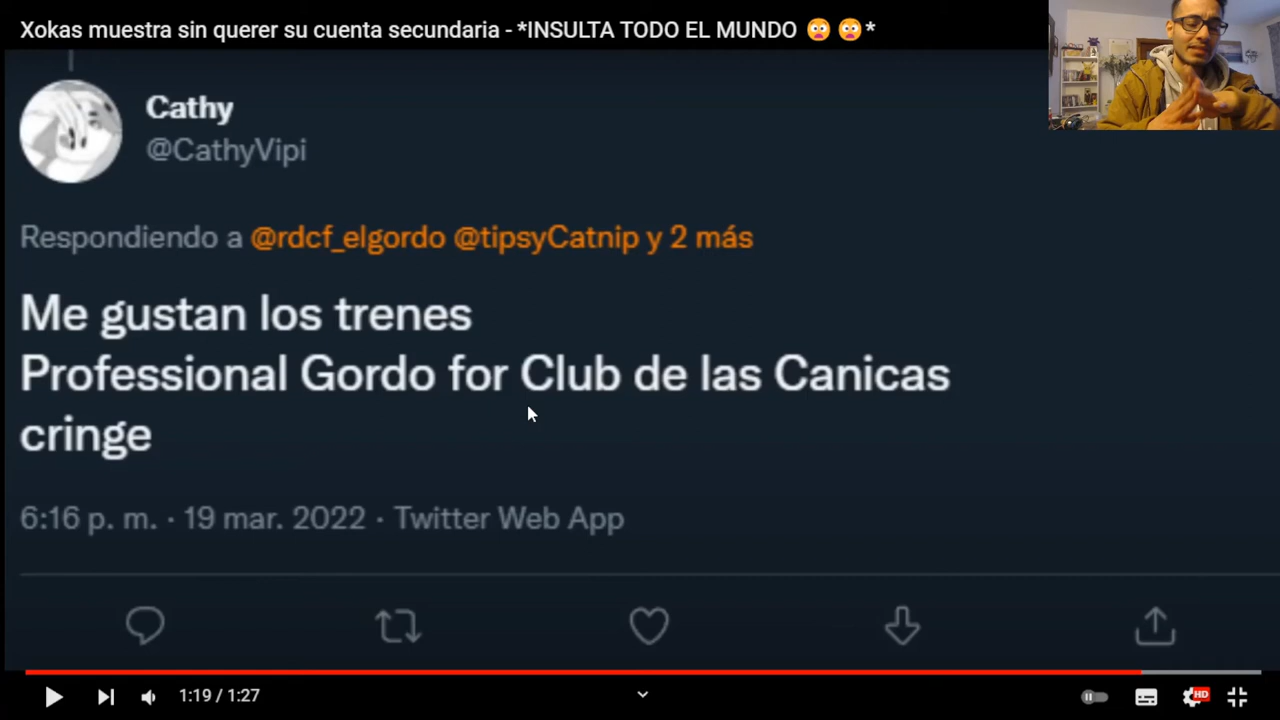 Xokas muestra sin querer su cuenta secundaria - *INSULTA TODO EL MUNDO 😳 😳*
Cathy
@CathyVipi
Respondiendo a @rdcf_elgordo @tipsyCatnip y 2 más
Me gustan los trenes
Professional Gordo for Club de las Canicas
cringe
6:16 p. m. · 19 mar. 2022 · Twitter Web App
1:19 / 1:27
HD